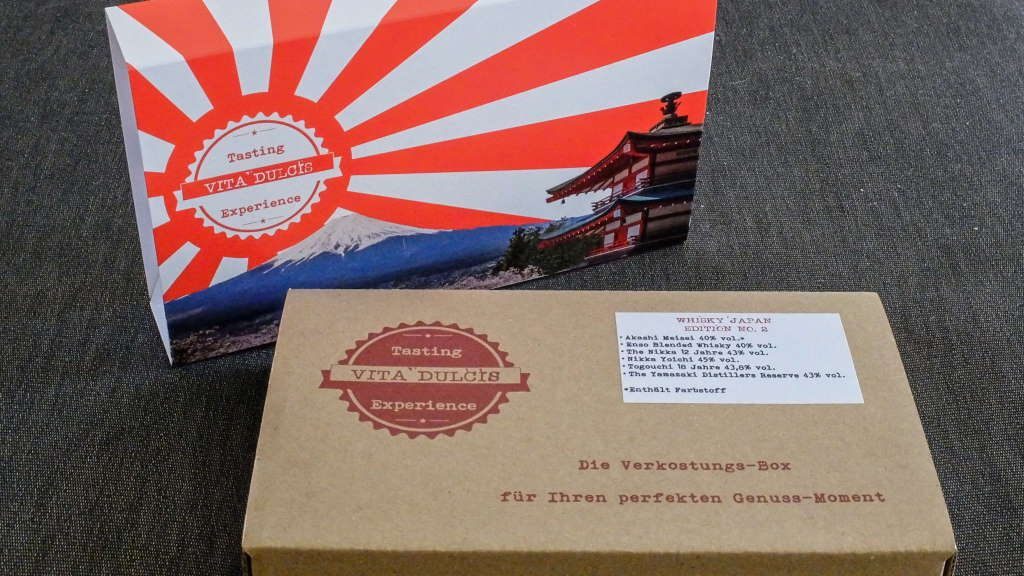 Tasting
VITA DULCIS
Experience
Tasting
VITA DULCIS
Experience
WHISKY JAPAN
EDITION NO. 2
• Akashi Meisei 40% vol.*
• Enso Blended Whisky 40% vol.
• The Nikka 12 Jahre 43% vol.
• Nikka Yoichi 45% vol.
• Togouchi 18 Jahre 43,8% vol.
• The Yamazaki Distillers Reserve 43% vol.
*Enthält Farbstoff
Die Verkostungs-Box
für Ihren perfekten Genuss-Moment